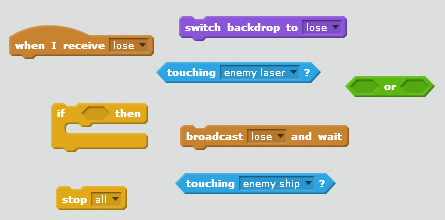 switch backdrop to lose
when I receive lose
touching enemy laser ?
or
if then
broadcast lose and wait
touching enemy ship ?
stop all